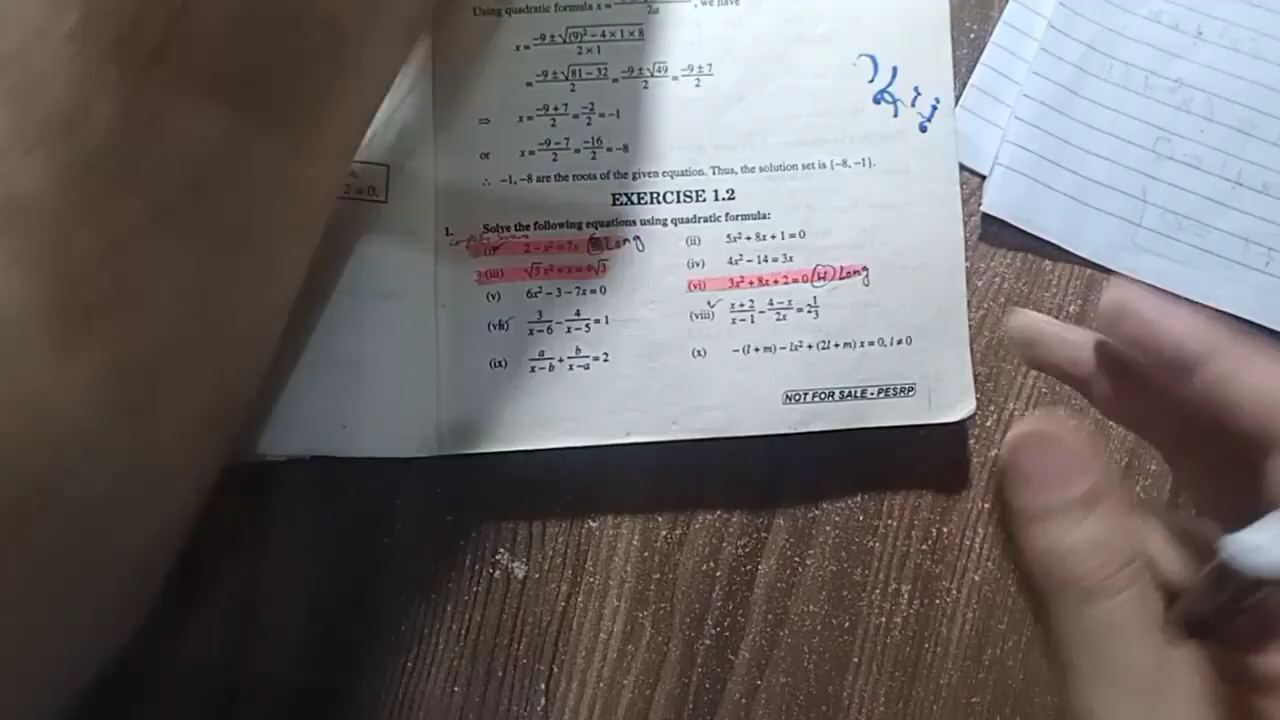 Using quadratic formula x = / 2a, we have
x = -9 ± √(9)² - 4 × 1 × 8 / 2 × 1
= -9 ± √81 - 32 / 2 = -9 ± √49 / 2 = -9 ± 7 / 2
⇒ x = -9 + 7 / 2 = -2 / 2 = -1
or x = -9 - 7 / 2 = -16 / 2 = -8
∴ -1, -8 are the roots of the given equation. Thus, the solution set is {-8, -1}.
= 0.
EXERCISE 1.2
1. Solve the following equations using quadratic formula:
(i) 2 - x² = 7x Long
(ii) 5x² + 8x + 1 = 0
(iii) √3 x² + x = 4√3
(iv) 4x² - 14 = 3x
(v) 6x² - 3 - 7x = 0
(vi) 3x² + 8x + 2 = 0 Long
(vii) 3 / x - 6 - 4 / x - 5 = 1
(viii) x + 2 / x - 1 - 4 - x / 2x = 2 1/3
(ix) a / x - b + b / x - a = 2
(x) - (l + m) - lx² + (2l + m) x = 0, l ≠ 0
NOT FOR SALE - PESRP